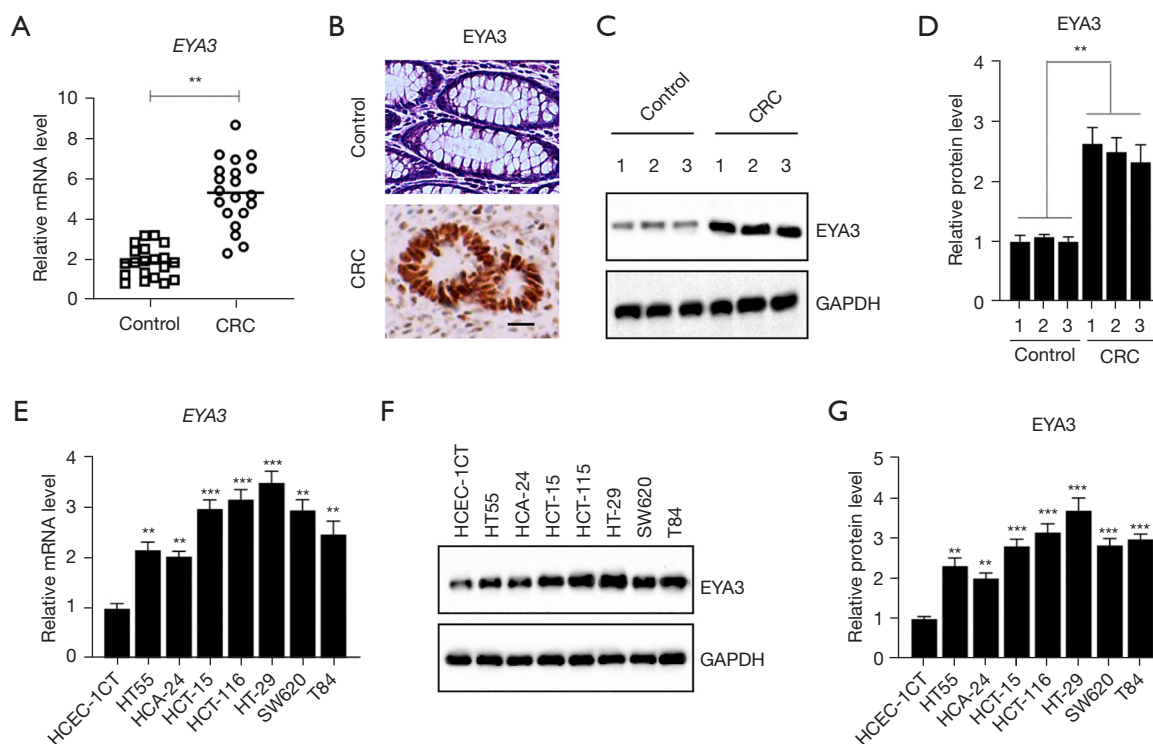 A
EYA3
**
Relative mRNA level
10
8
6
4
2
0
Control
CRC
B
EYA3
Control
CRC
C
Control
CRC
1 2 3 1 2 3
EYA3
GAPDH
D
EYA3
**
Relative protein level
4
3
2
1
0
1 2 3 1 2 3
Control
CRC
E
EYA3
Relative mRNA level
4
3
2
1
0
** ** *** *** *** ** **
HCEC-1CT
HT55
HCA-24
HCT-15
HCT-116
HT-29
SW620
T84
F
HCEC-1CT
HT55
HCA-24
HCT-15
HCT-115
HT-29
SW620
T84
EYA3
GAPDH
G
EYA3
Relative protein level
5
4
3
2
1
0
** ** *** *** *** *** ***
HCEC-1CT
HT55
HCA-24
HCT-15
HCT-116
HT-29
SW620
T84